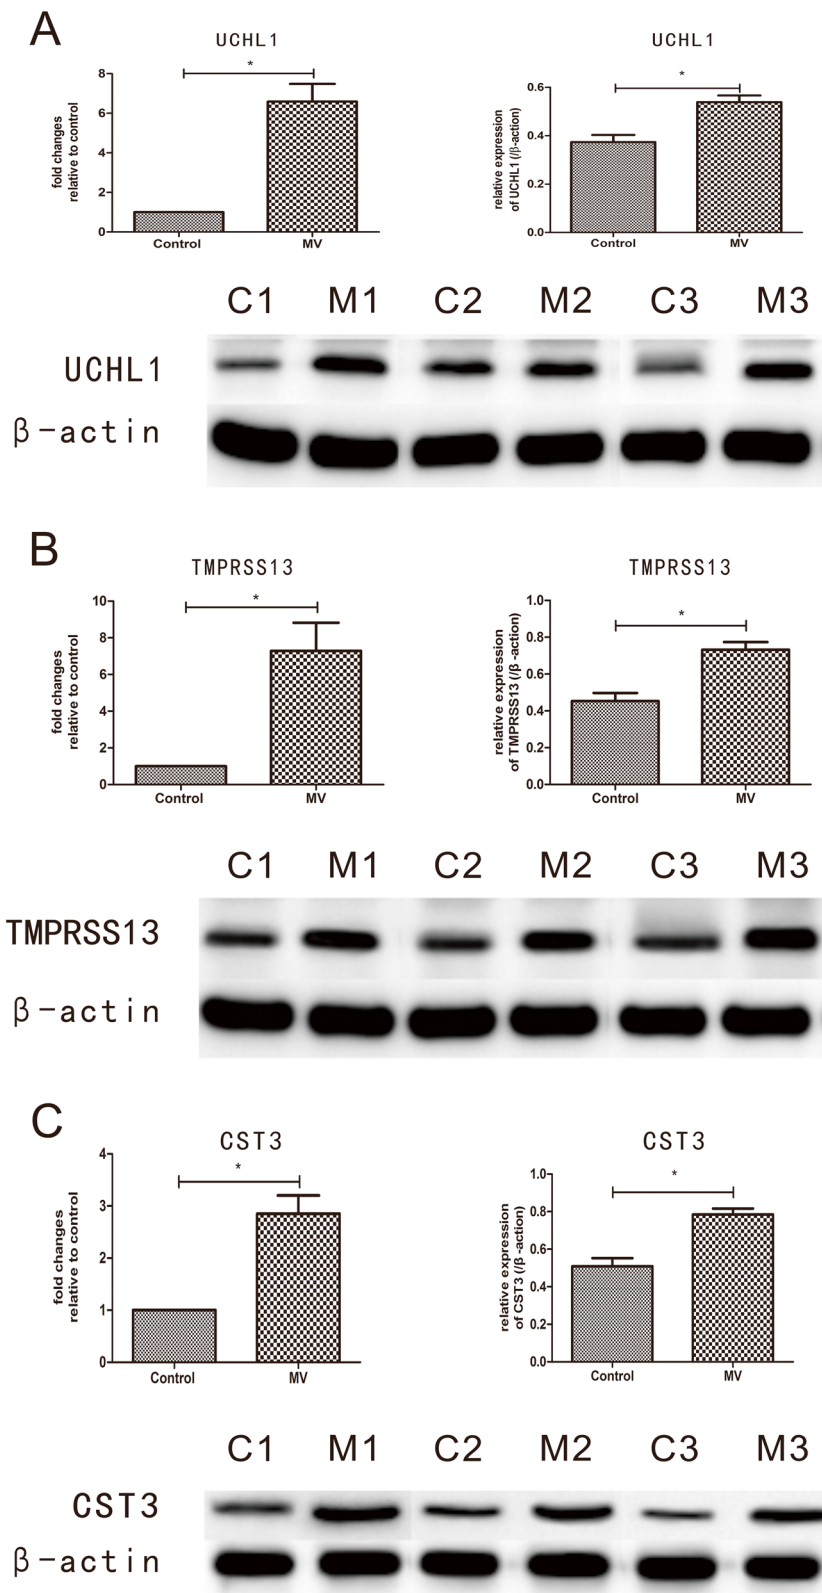 A
UCHL1
UCHL1
*
*
8
6
4
2
0
fold changes
relative to control
Control
MV
0.6
0.4
0.2
0.0
relative expression
of UCHL1 (/β-action)
Control
MV
C1 M1 C2 M2 C3 M3
UCHL1
β-actin
B
TMPRSS13
TMPRSS13
*
*
10
8
6
4
2
0
fold changes
relative to control
Control
MV
1.0
0.8
0.6
0.4
0.2
0.0
relative expression
of TMPRSS13 (/β -action)
Control
MV
C1 M1 C2 M2 C3 M3
TMPRSS13
β-actin
C
CST3
CST3
*
*
4
3
2
1
0
fold changes
relative to control
Control
MV
1.0
0.8
0.6
0.4
0.2
0.0
relative expression
of CST3 (/β -action)
Control
MV
C1 M1 C2 M2 C3 M3
CST3
β-actin